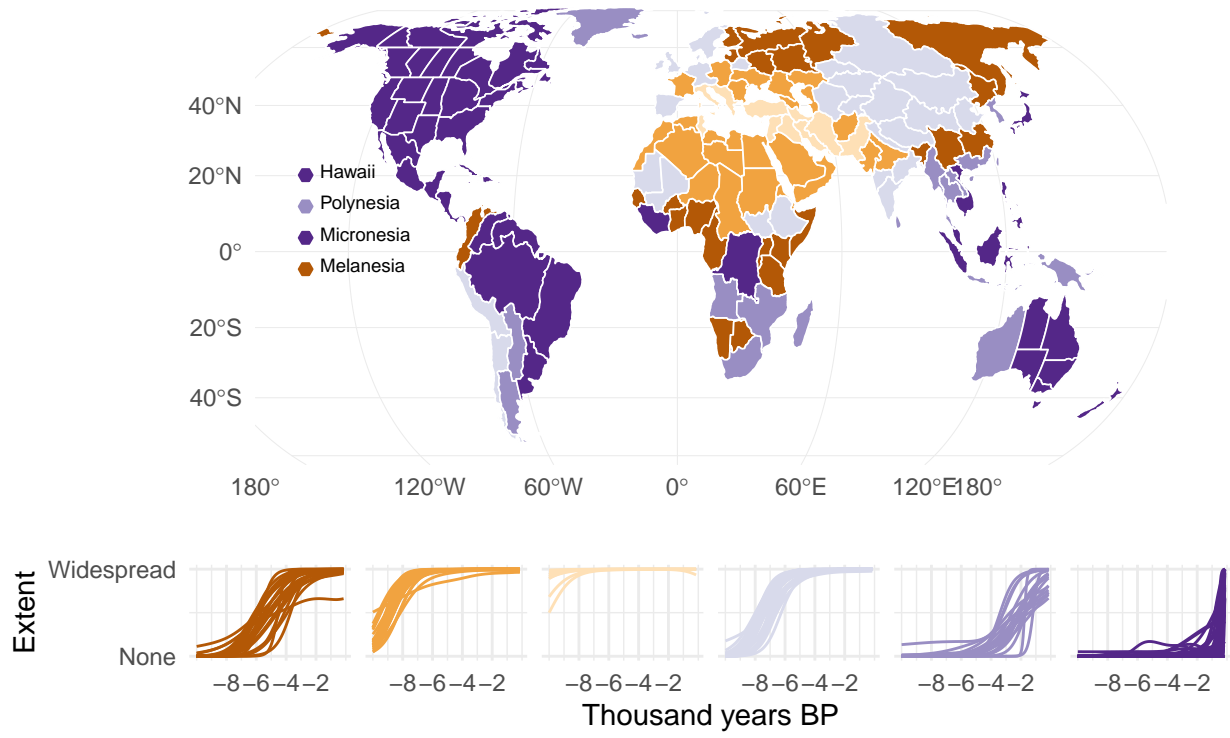 40°N
20°N
0°
20°S
40°S
Hawaii
Polynesia
Micronesia
Melanesia
180° 120°W 60°W 0° 60°E 120°E 180°
Extent
Widespread
None
−8 −6 −4 −2 −8 −6 −4 −2 −8 −6 −4 −2 −8 −6 −4 −2 −8 −6 −4 −2 −8 −6 −4 −2
Thousand years BP